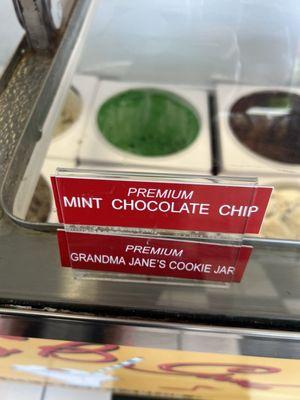 PREMIUM
MINT CHOCOLATE CHIP
PREMIUM
GRANDMA JANE'S COOKIE JAR